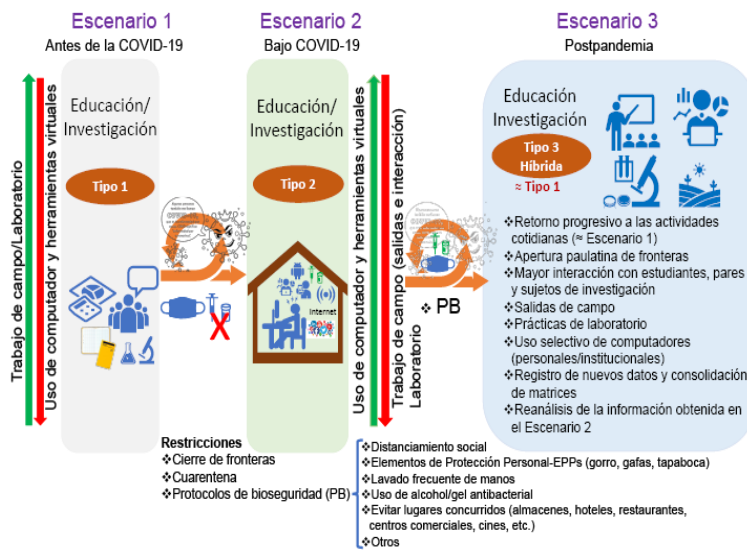 Escenario 1
Antes de la COVID-19
Trabajo de campo/Laboratorio
Uso de computador y herramientas virtuales
Educación/
Investigación
Tipo 1
COVID-19
Escenario 2
Bajo COVID-19
Educación/
Investigación
Tipo 2
Internet
Uso de computador y herramientas virtuales
Trabajo de campo (salidas e interacción)
Laboratorio
❖ PB
Escenario 3
Postpandemia
Educación
Investigación
Tipo 3
Híbrida
≈ Tipo 1
❖Retorno progresivo a las actividades
cotidianas (≈ Escenario 1)
❖Apertura paulatina de fronteras
❖Mayor interacción con estudiantes, pares
y sujetos de investigación
❖Salidas de campo
❖Prácticas de laboratorio
❖Uso selectivo de computadores
(personales/institucionales)
❖Registro de nuevos datos y consolidación
de matrices
❖Reanálisis de la información obtenida en
el Escenario 2
Restricciones
❖Cierre de fronteras
❖Cuarentena
❖Protocolos de bioseguridad (PB)
❖Distanciamiento social
❖Elementos de Protección Personal-EPPs (gorro, gafas, tapaboca)
❖Lavado frecuente de manos
❖Uso de alcohol/gel antibacterial
❖Evitar lugares concurridos (almacenes, hoteles, restaurantes,
centros comerciales, cines, etc.)
❖Otros